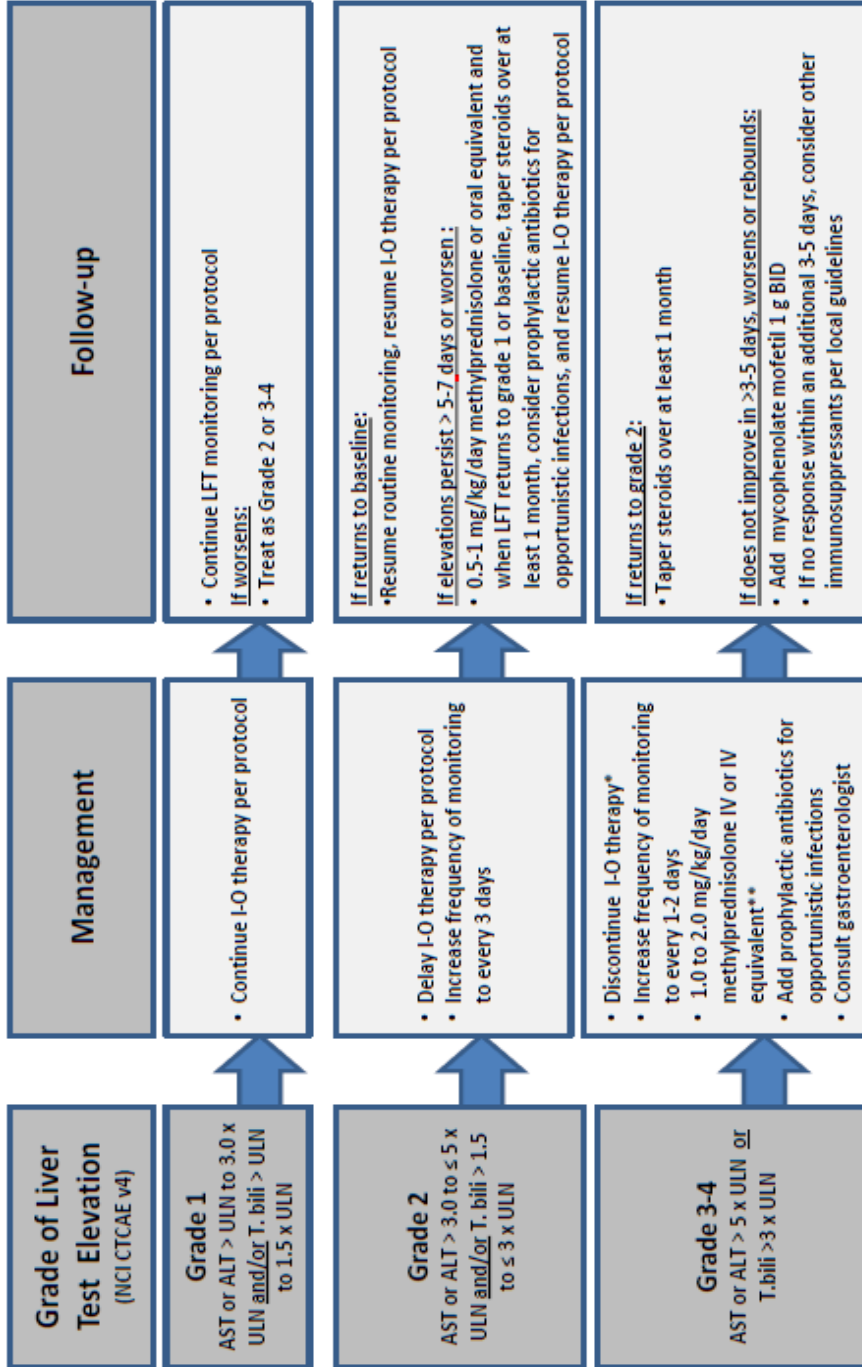 Grade of Liver
Test Elevation
(NCI CTCAE v4)
Management
Follow-up
Grade 1
AST or ALT > ULN to 3.0 x
ULN and/or T. bili > ULN
to 1.5 x ULN
• Continue I-O therapy per protocol
• Continue LFT monitoring per protocol
If worsens:
• Treat as Grade 2 or 3-4
Grade 2
AST or ALT > 3.0 to ≤ 5 x
ULN and/or T. bili > 1.5
to ≤ 3 x ULN
• Delay I-O therapy per protocol
• Increase frequency of monitoring
to every 3 days
If returns to baseline:
•Resume routine monitoring, resume I-O therapy per protocol
If elevations persist > 5-7 days or worsen :
• 0.5-1 mg/kg/day methylprednisolone or oral equivalent and
when LFT returns to grade 1 or baseline, taper steroids over at
least 1 month, consider prophylactic antibiotics for
opportunistic infections, and resume I-O therapy per protocol
Grade 3-4
AST or ALT > 5 x ULN or
T.bili >3 x ULN
• Discontinue I-O therapy*
• Increase frequency of monitoring
to every 1-2 days
• 1.0 to 2.0 mg/kg/day
methylprednisolone IV or IV
equivalent**
• Add prophylactic antibiotics for
opportunistic infections
• Consult gastroenterologist
If returns to grade 2:
• Taper steroids over at least 1 month
If does not improve in >3-5 days, worsens or rebounds:
• Add mycophenolate mofetil 1 g BID
• If no response within an additional 3-5 days, consider other
immunosuppressants per local guidelines